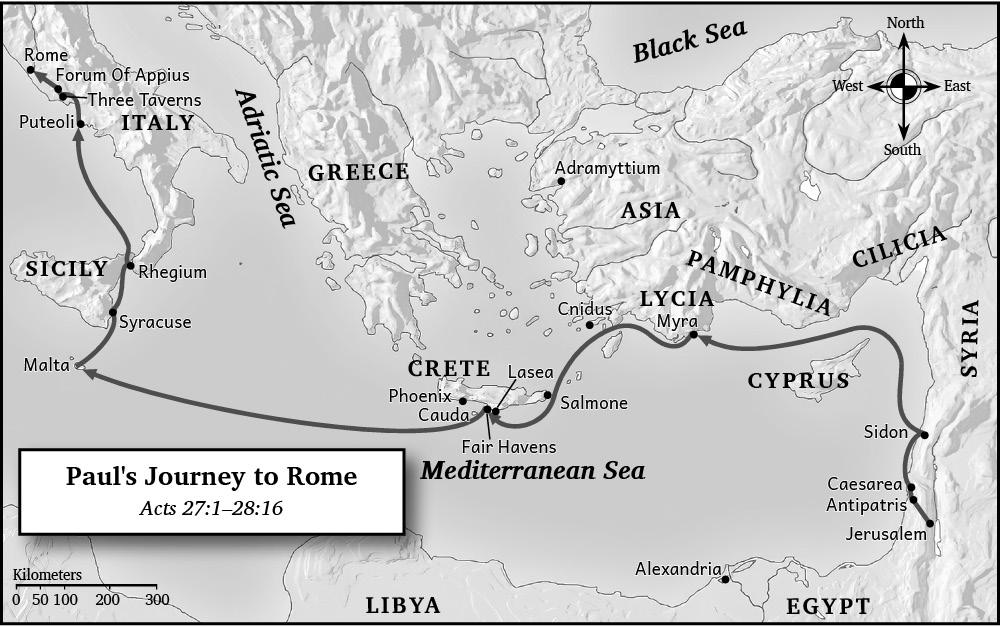 Black Sea
North
West
East
South
Rome
Forum Of Appius
Three Taverns
Puteoli
ITALY
Adriatic Sea
GREECE
Adramyttium
ASIA
CILICIA
PAMPHYLIA
SICILY
Rhegium
LYCIA
Myra
Cnidus
Syracuse
SYRIA
Malta
CRETE
Lasea
CYPRUS
Phoenix
Cauda
Salmone
Fair Havens
Sidon
Mediterranean Sea
Paul's Journey to Rome
Acts 27:1–28:16
Caesarea
Antipatris
Jerusalem
Alexandria
Kilometers
0 50 100 200 300
LIBYA
EGYPT